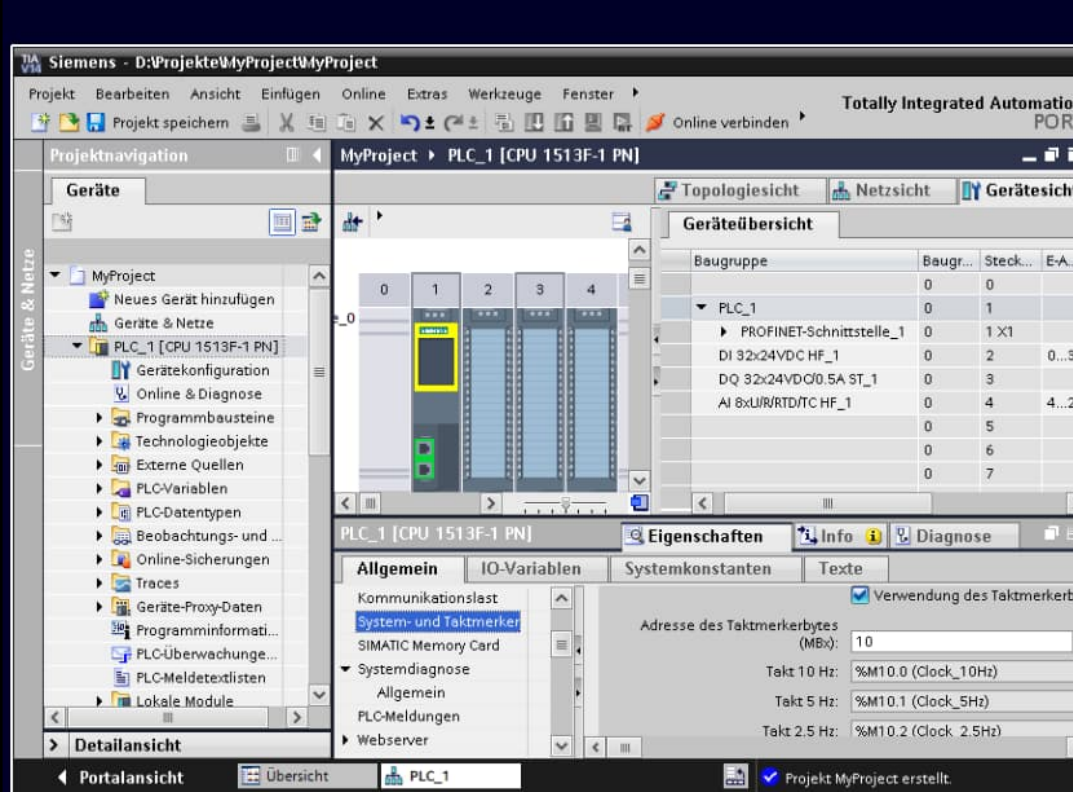 TIA V14 Siemens - D:\Projekte\MyProject\MyProject
Projekt Bearbeiten Ansicht Einfügen Online Extras Werkzeuge Fenster
Totally Integrated Automatio
POR
Projekt speichern
Online verbinden
Projektnavigation
MyProject PLC_1 [CPU 1513F-1 PN]
Geräte
Topologiesicht Netzsicht Gerätesicht
Geräteübersicht
Geräte & Netze
MyProject
Neues Gerät hinzufügen
Geräte & Netze
PLC_1 [CPU 1513F-1 PN]
Gerätekonfiguration
Online & Diagnose
Programmbausteine
Technologieobjekte
Externe Quellen
PLC-Variablen
PLC-Datentypen
Beobachtungs- und ...
Online-Sicherungen
Traces
Geräte-Proxy-Daten
Programminformati...
PLC-Überwachunge...
PLC-Meldetextlisten
Lokale Module
Detailansicht
0 1 2 3 4
e_0
SIEMENS
Baugruppe Baugr... Steck... E-A...
0 0
PLC_1 0 1
PROFINET-Schnittstelle_1 0 1 X1
DI 32x24VDC HF_1 0 2 0...3
DQ 32x24VDC/0.5A ST_1 0 3
AI 8xU/I/RTD/TC HF_1 0 4 4...2
0 5
0 6
0 7
PLC_1 [CPU 1513F-1 PN]
Eigenschaften Info Diagnose
Allgemein IO-Variablen Systemkonstanten Texte
Kommunikationslast
System- und Taktmerker
SIMATIC Memory Card
Systemdiagnose
Allgemein
PLC-Meldungen
Webserver
Verwendung des Taktmerkerb
Adresse des Taktmerkerbytes
(MBx): 10
Takt 10 Hz: %M10.0 (Clock_10Hz)
Takt 5 Hz: %M10.1 (Clock_5Hz)
Takt 2.5 Hz: %M10.2 (Clock_2.5Hz)
Portalansicht Übersicht PLC_1 Projekt MyProject erstellt.